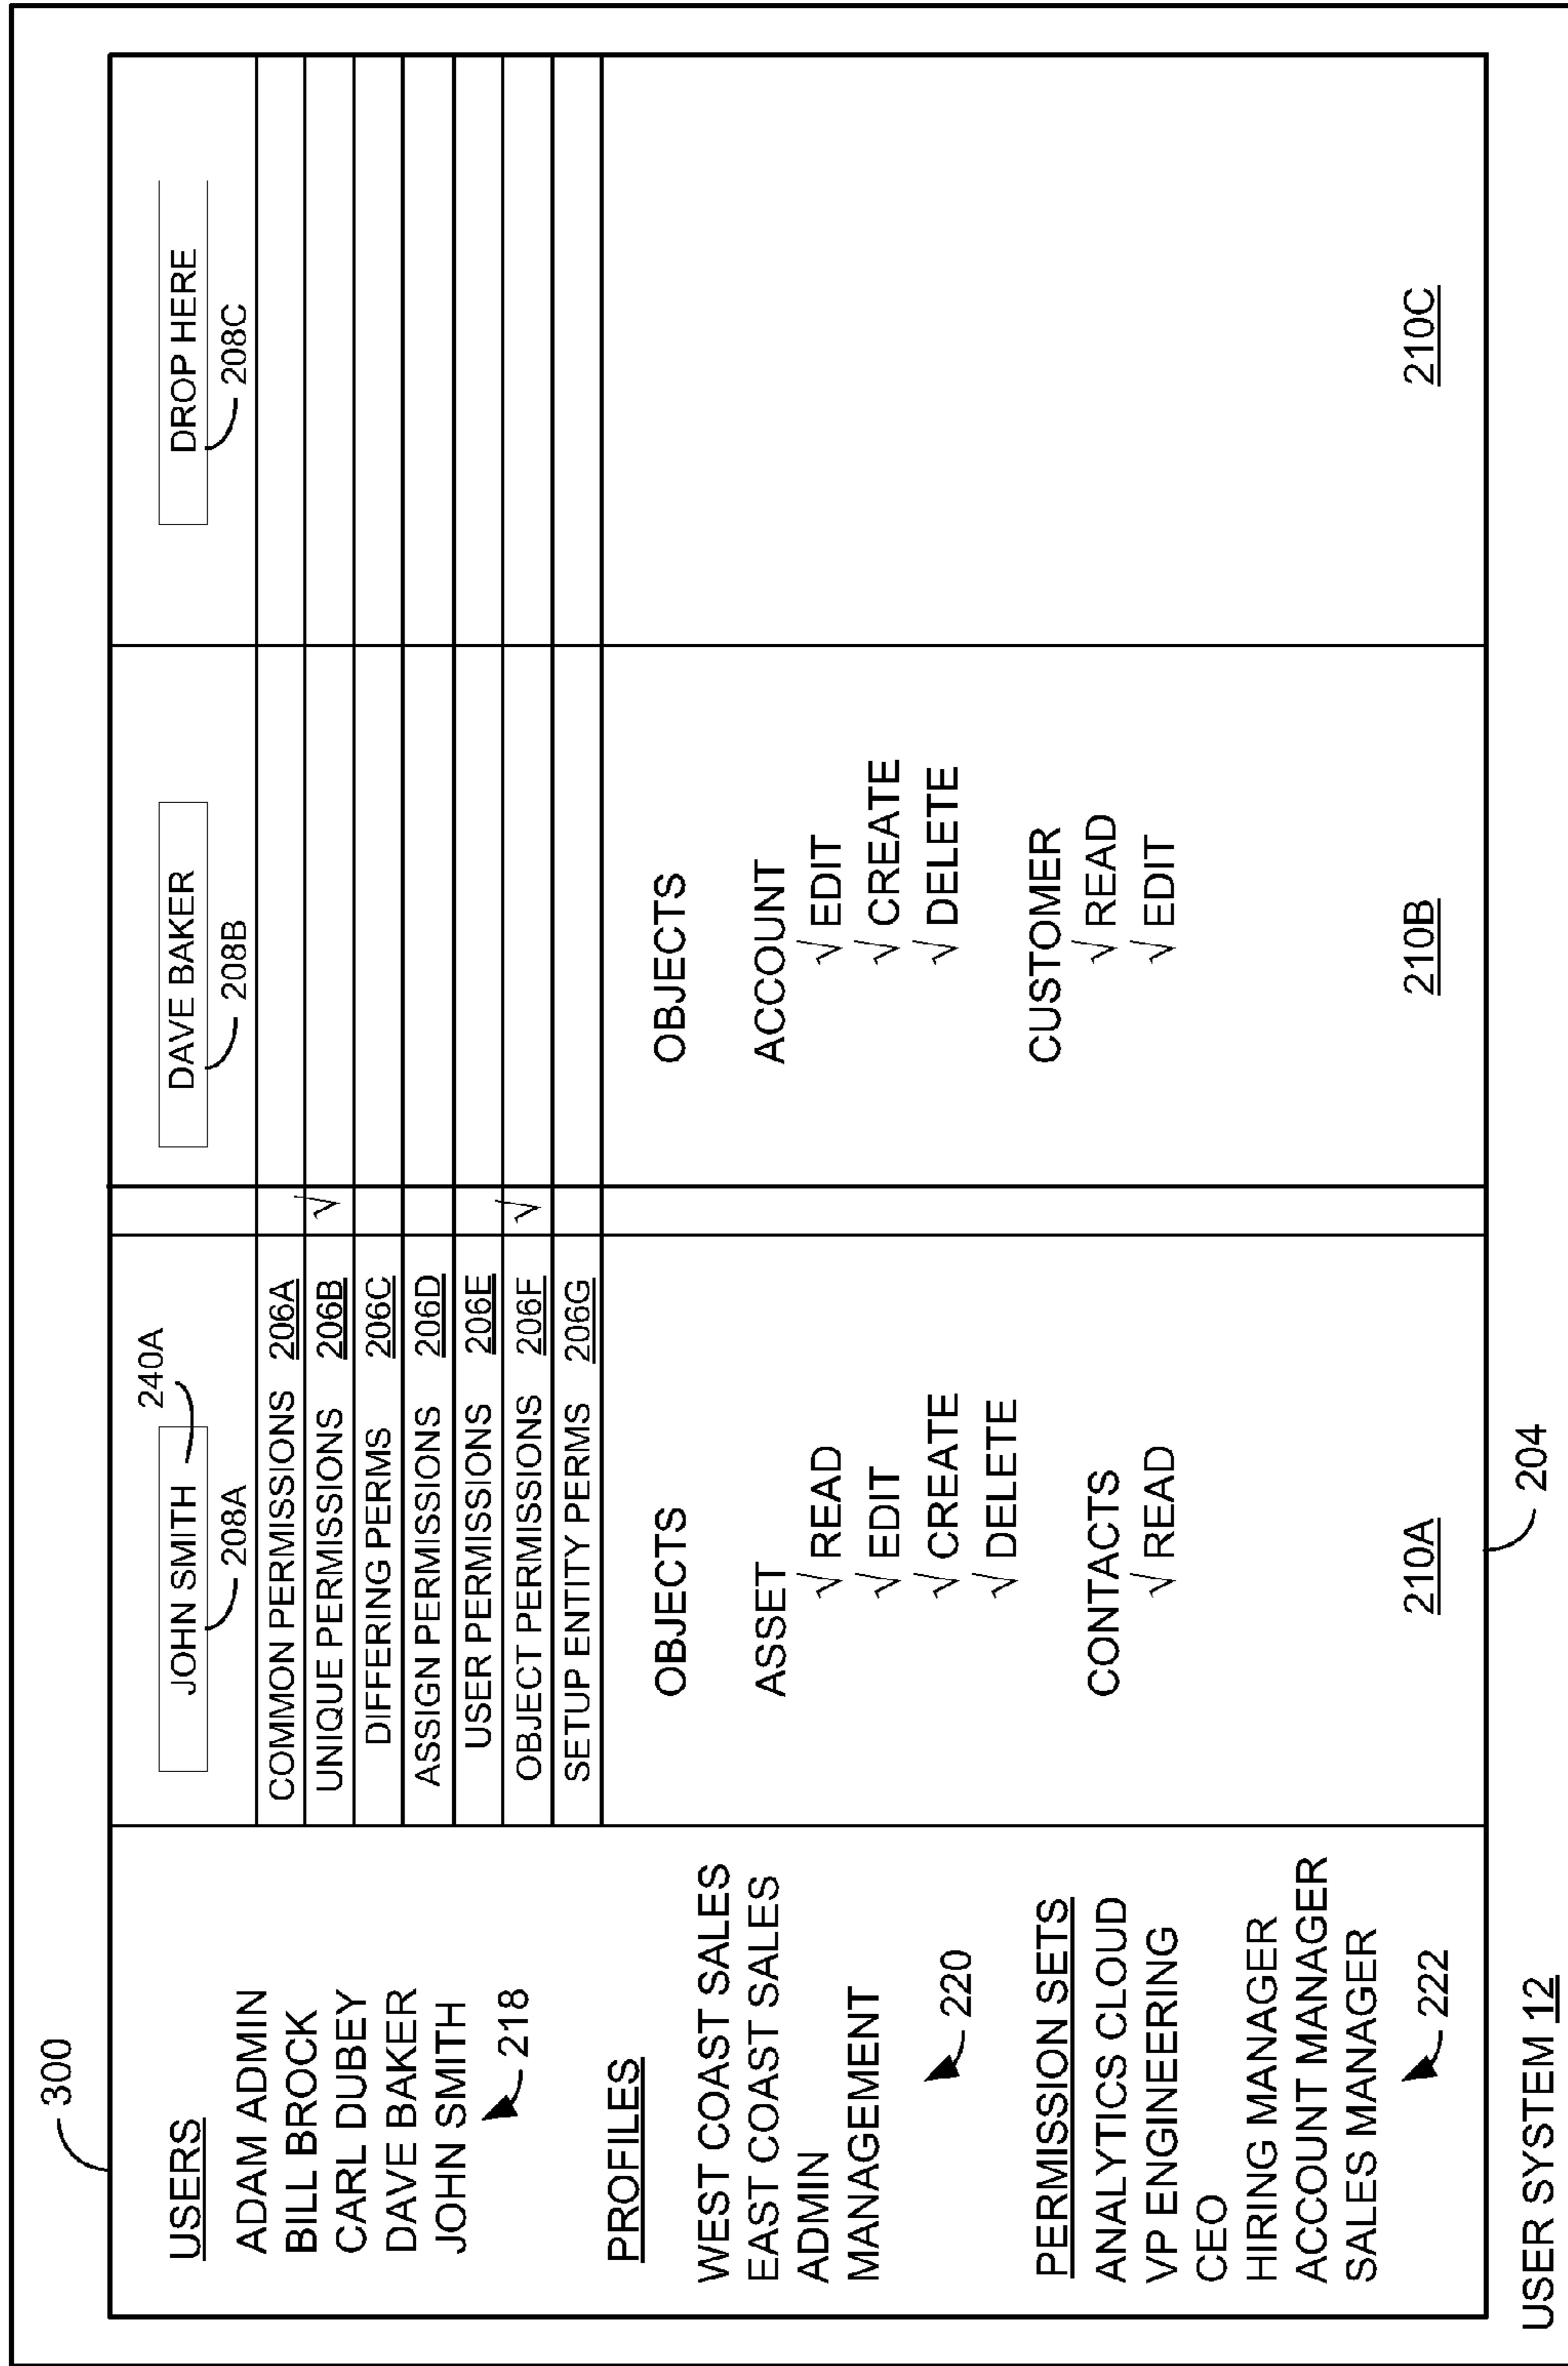 300
USERS
ADAM ADMIN
BILL BROCK
CARL DUBEY
DAVE BAKER
JOHN SMITH
218
PROFILES
WEST COAST SALES
EAST COAST SALES
ADMIN
MANAGEMENT
220
PERMISSION SETS
ANALYTICS CLOUD
VP ENGINEERING
CEO
HIRING MANAGER
ACCOUNT MANAGER
SALES MANAGER
222
240A
JOHN SMITH
208A
COMMON PERMISSIONS 206A
UNIQUE PERMISSIONS 206B √
DIFFERING PERMS 206C
ASSIGN PERMISSIONS 206D
USER PERMISSIONS 206E
OBJECT PERMISSIONS 206F √
SETUP ENTITY PERMS 206G
OBJECTS
ASSET
√ READ
√ EDIT
√ CREATE
√ DELETE
CONTACTS
√ READ
210A
DAVE BAKER
208B
OBJECTS
ACCOUNT
√ EDIT
√ CREATE
√ DELETE
CUSTOMER
√ READ
√ EDIT
210B
DROP HERE
208C
210C
204
USER SYSTEM 12